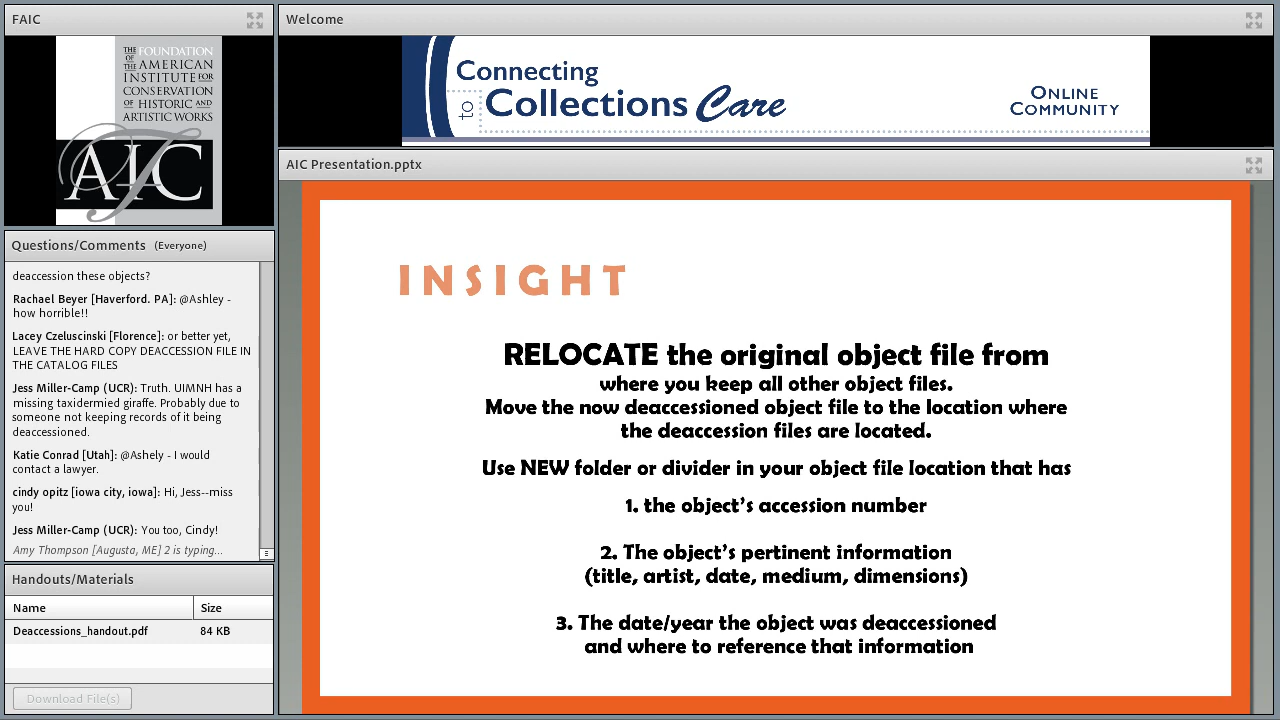 FAIC
THE FOUNDATION
OF THE AMERICAN
INSTITUTE FOR
CONSERVATION
OF HISTORIC AND
ARTISTIC WORKS
AIC
Questions/Comments (Everyone)
deaccession these objects?
Rachael Beyer [Haverford. PA]: @Ashley -
how horrible!!
Lacey Czeluscinski [Florence]: or better yet,
LEAVE THE HARD COPY DEACCESSION FILE IN
THE CATALOG FILES
Jess Miller-Camp (UCR): Truth. UIMNH has a
missing taxidermied giraffe. Probably due to
someone not keeping records of it being
deaccessioned.
Katie Conrad [Utah]: @Ashely - I would
contact a lawyer.
cindy opitz [iowa city, iowa]: Hi, Jess--miss
you!
Jess Miller-Camp (UCR): You too, Cindy!
Amy Thompson [Augusta, ME] 2 is typing...
Handouts/Materials
Name Size
Deaccessions_handout.pdf 84 KB
Download File(s)
Welcome
Connecting
to Collections Care
ONLINE
COMMUNITY
AIC Presentation.pptx
INSIGHT
RELOCATE the original object file from
where you keep all other object files.
Move the now deaccessioned object file to the location where
the deaccession files are located.
Use NEW folder or divider in your object file location that has
1. the object's accession number
2. The object's pertinent information
(title, artist, date, medium, dimensions)
3. The date/year the object was deaccessioned
and where to reference that information